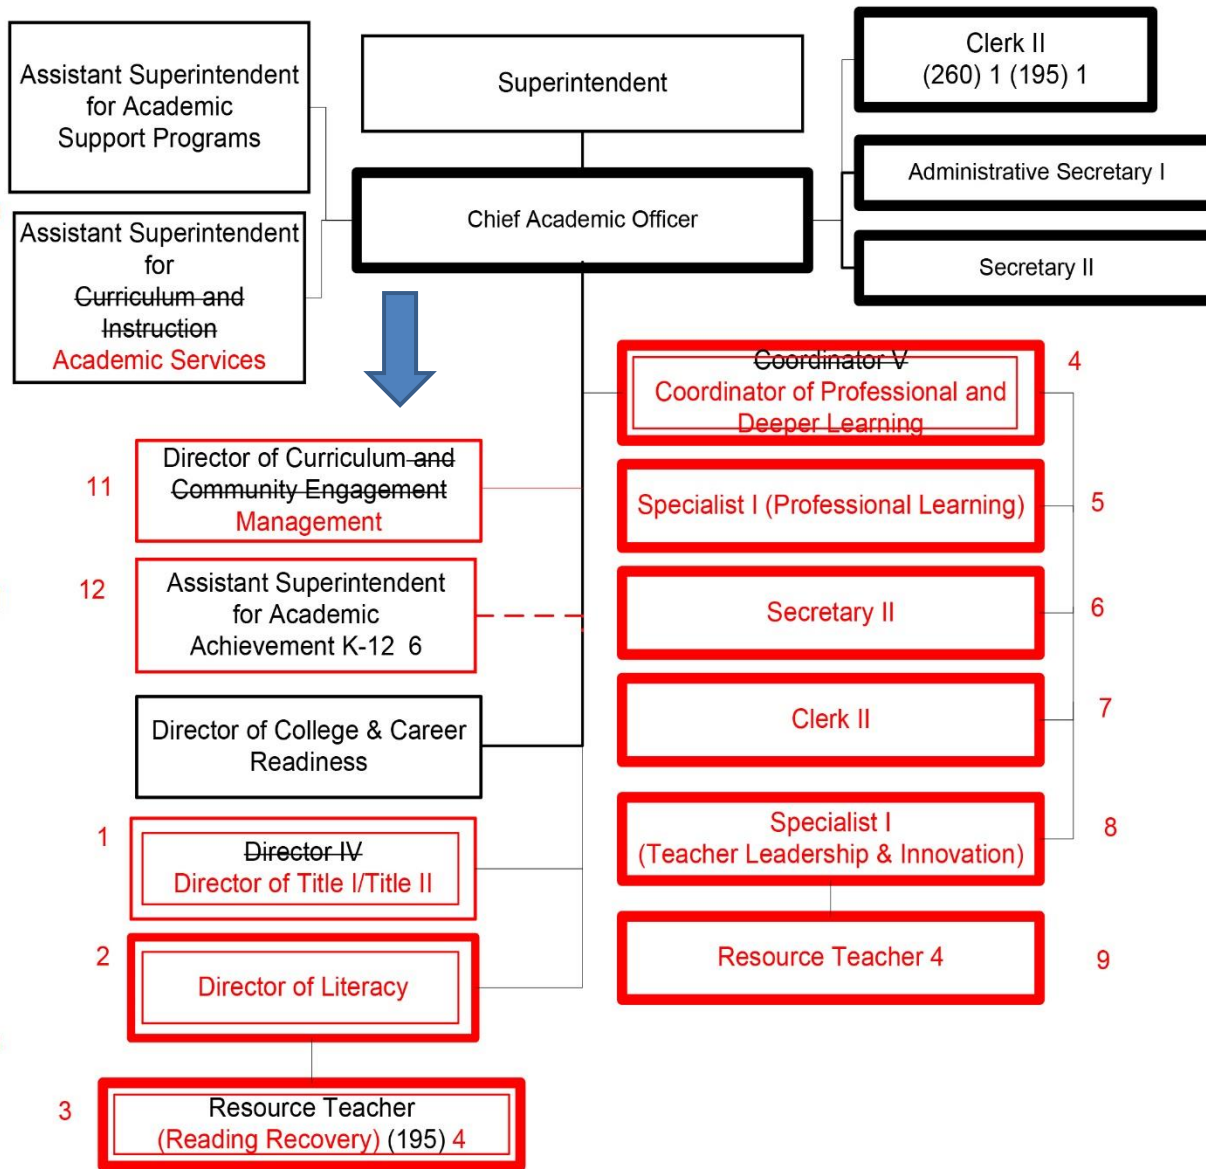 Assistant Superintendent
for Academic
Support Programs
Superintendent
Clerk II
(260) 1 (195) 1
Chief Academic Officer
Administrative Secretary I
Secretary II
Assistant Superintendent
for
Curriculum and
Instruction
Academic Services
11
Director of Curriculum and
Community Engagement
Management
12
Assistant Superintendent
for Academic
Achievement K-12 6
Director of College & Career
Readiness
1
Director IV
Director of Title I/Title II
2
Director of Literacy
3
Resource Teacher
(Reading Recovery) (195) 4
Coordinator V
Coordinator of Professional and
Deeper Learning
4
Specialist I (Professional Learning)
5
Secretary II
6
Clerk II
7
Specialist I
(Teacher Leadership & Innovation)
8
Resource Teacher 4
9